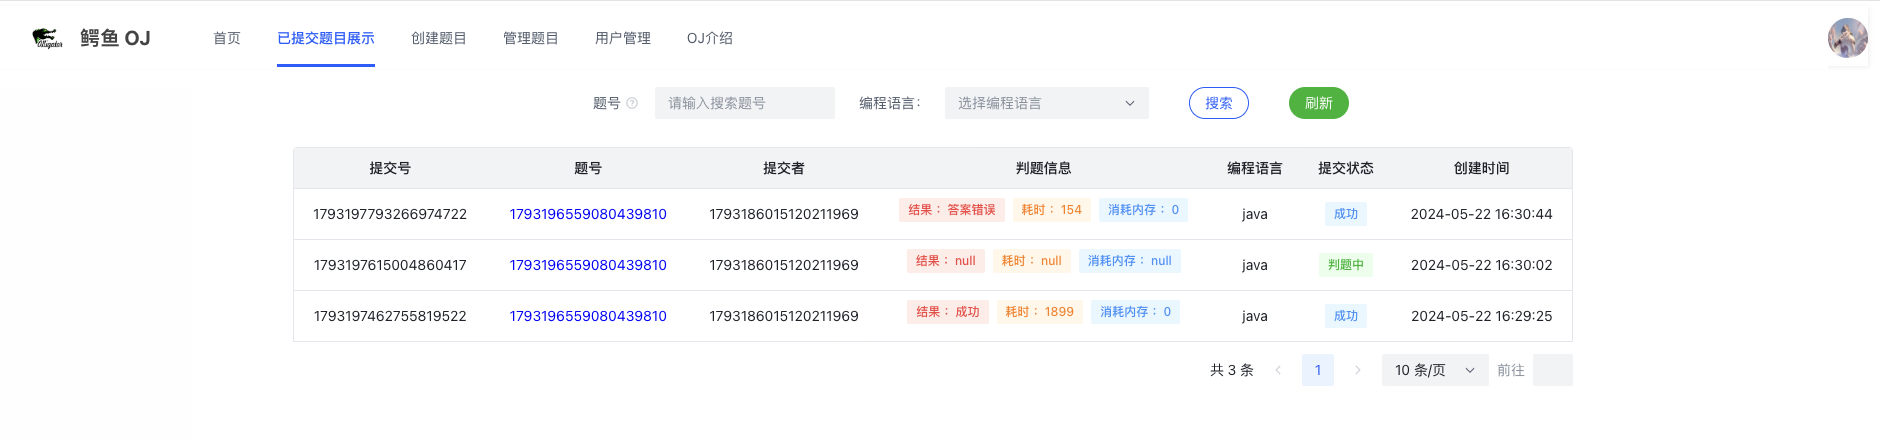 Alligator 鳄鱼 OJ 首页 已提交题目展示 创建题目 管理题目 用户管理 OJ介绍
题号 请输入搜索题号 编程语言： 选择编程语言 搜索 刷新
提交号 题号 提交者 判题信息 编程语言 提交状态 创建时间
1793197793266974722 1793196559080439810 1793186015120211969 结果： 答案错误 耗时： 154 消耗内存： 0 java 成功 2024-05-22 16:30:44
1793197615004860417 1793196559080439810 1793186015120211969 结果： null 耗时： null 消耗内存： null java 判题中 2024-05-22 16:30:02
1793197462755819522 1793196559080439810 1793186015120211969 结果： 成功 耗时： 1899 消耗内存： 0 java 成功 2024-05-22 16:29:25
共 3 条 1 10 条/页 前往